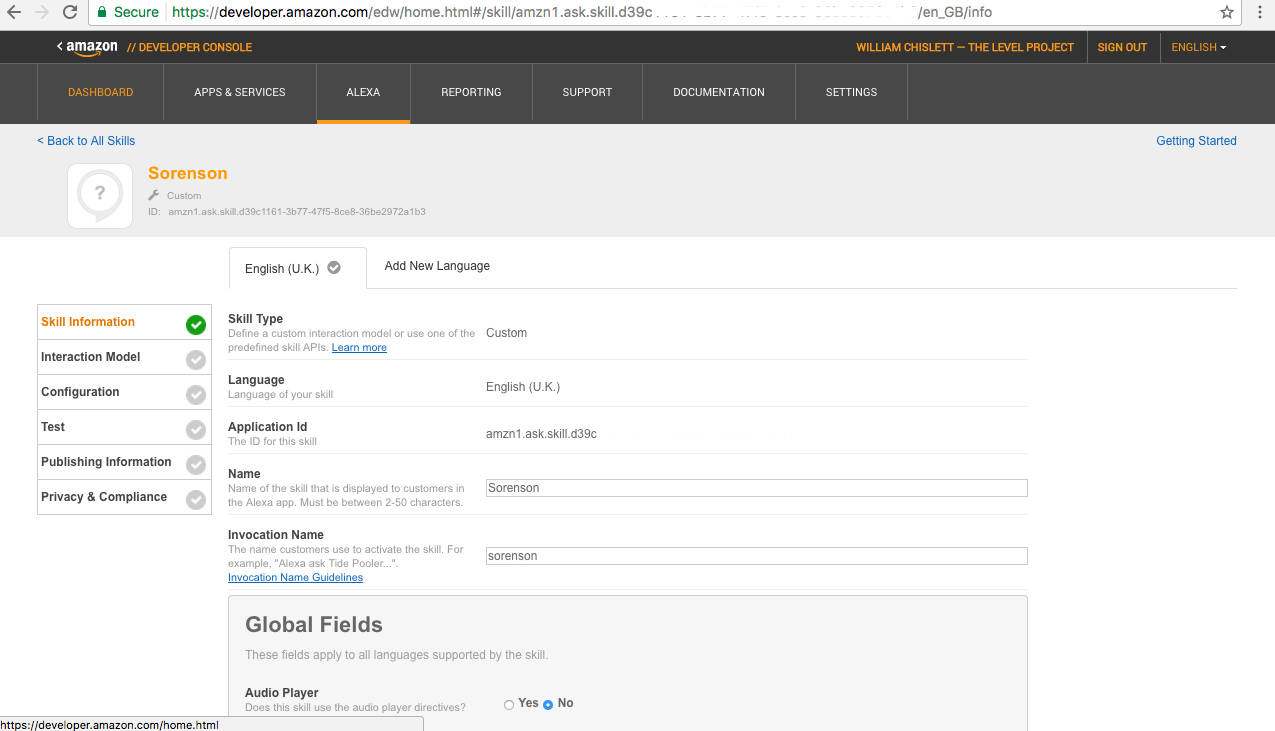 Secure https://developer.amazon.com/edw/home.html#/skill/amzn1.ask.skill.d39c /en_GB/info
< amazon // DEVELOPER CONSOLE WILLIAM CHISLETT — THE LEVEL PROJECT SIGN OUT ENGLISH
DASHBOARD APPS & SERVICES ALEXA REPORTING SUPPORT DOCUMENTATION SETTINGS
< Back to All Skills Getting Started
?
Sorenson
Custom
ID: amzn1.ask.skill.d39c1161-3b77-47f5-8ce8-36be2972a1b3
English (U.K.) Add New Language
Skill Information
Interaction Model
Configuration
Test
Publishing Information
Privacy & Compliance
Skill Type
Define a custom interaction model or use one of the
predefined skill APIs. Learn more
Custom
Language
Language of your skill
English (U.K.)
Application Id
The ID for this skill
amzn1.ask.skill.d39c
Name
Name of the skill that is displayed to customers in
the Alexa app. Must be between 2-50 characters.
Sorenson
Invocation Name
The name customers use to activate the skill. For
example, "Alexa ask Tide Pooler...".
Invocation Name Guidelines
sorenson
Global Fields
These fields apply to all languages supported by the skill.
Audio Player
Does this skill use the audio player directives?
Yes No
https://developer.amazon.com/home.html